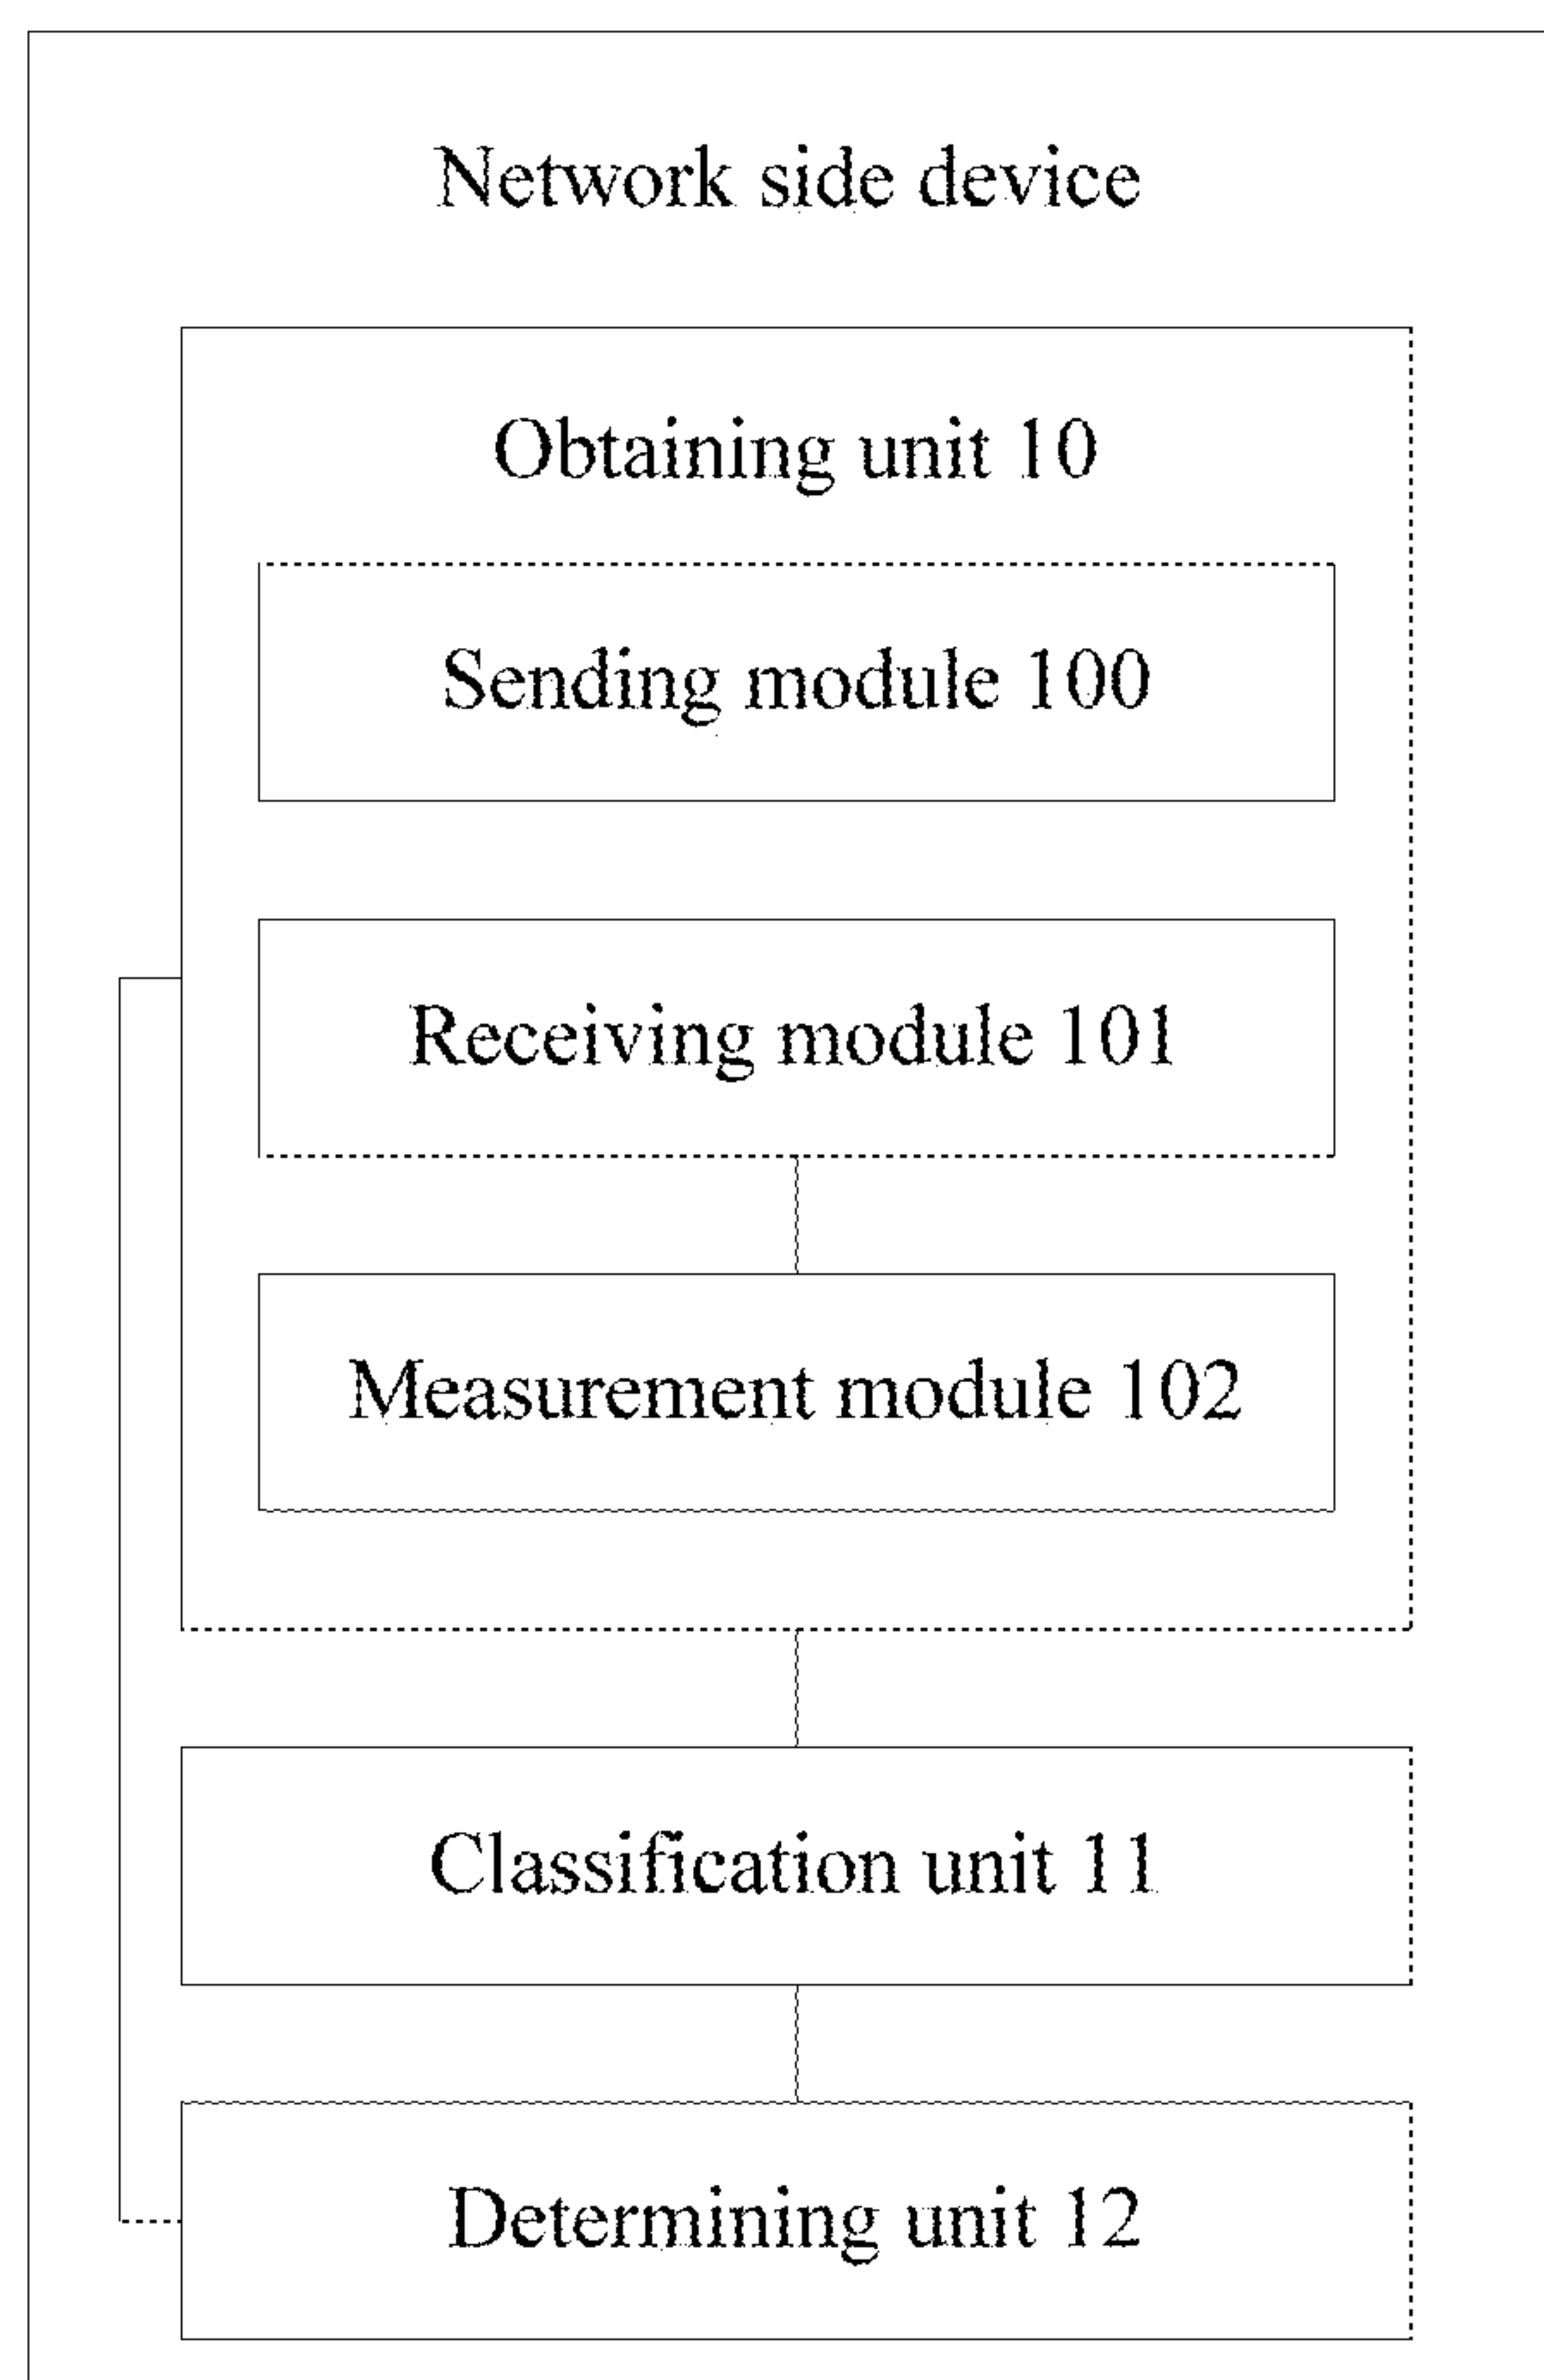 Network side device
Obtaining unit 10
Sending module 100
Receiving module 101
Measurement module 102
Classification unit 11
Determining unit 12